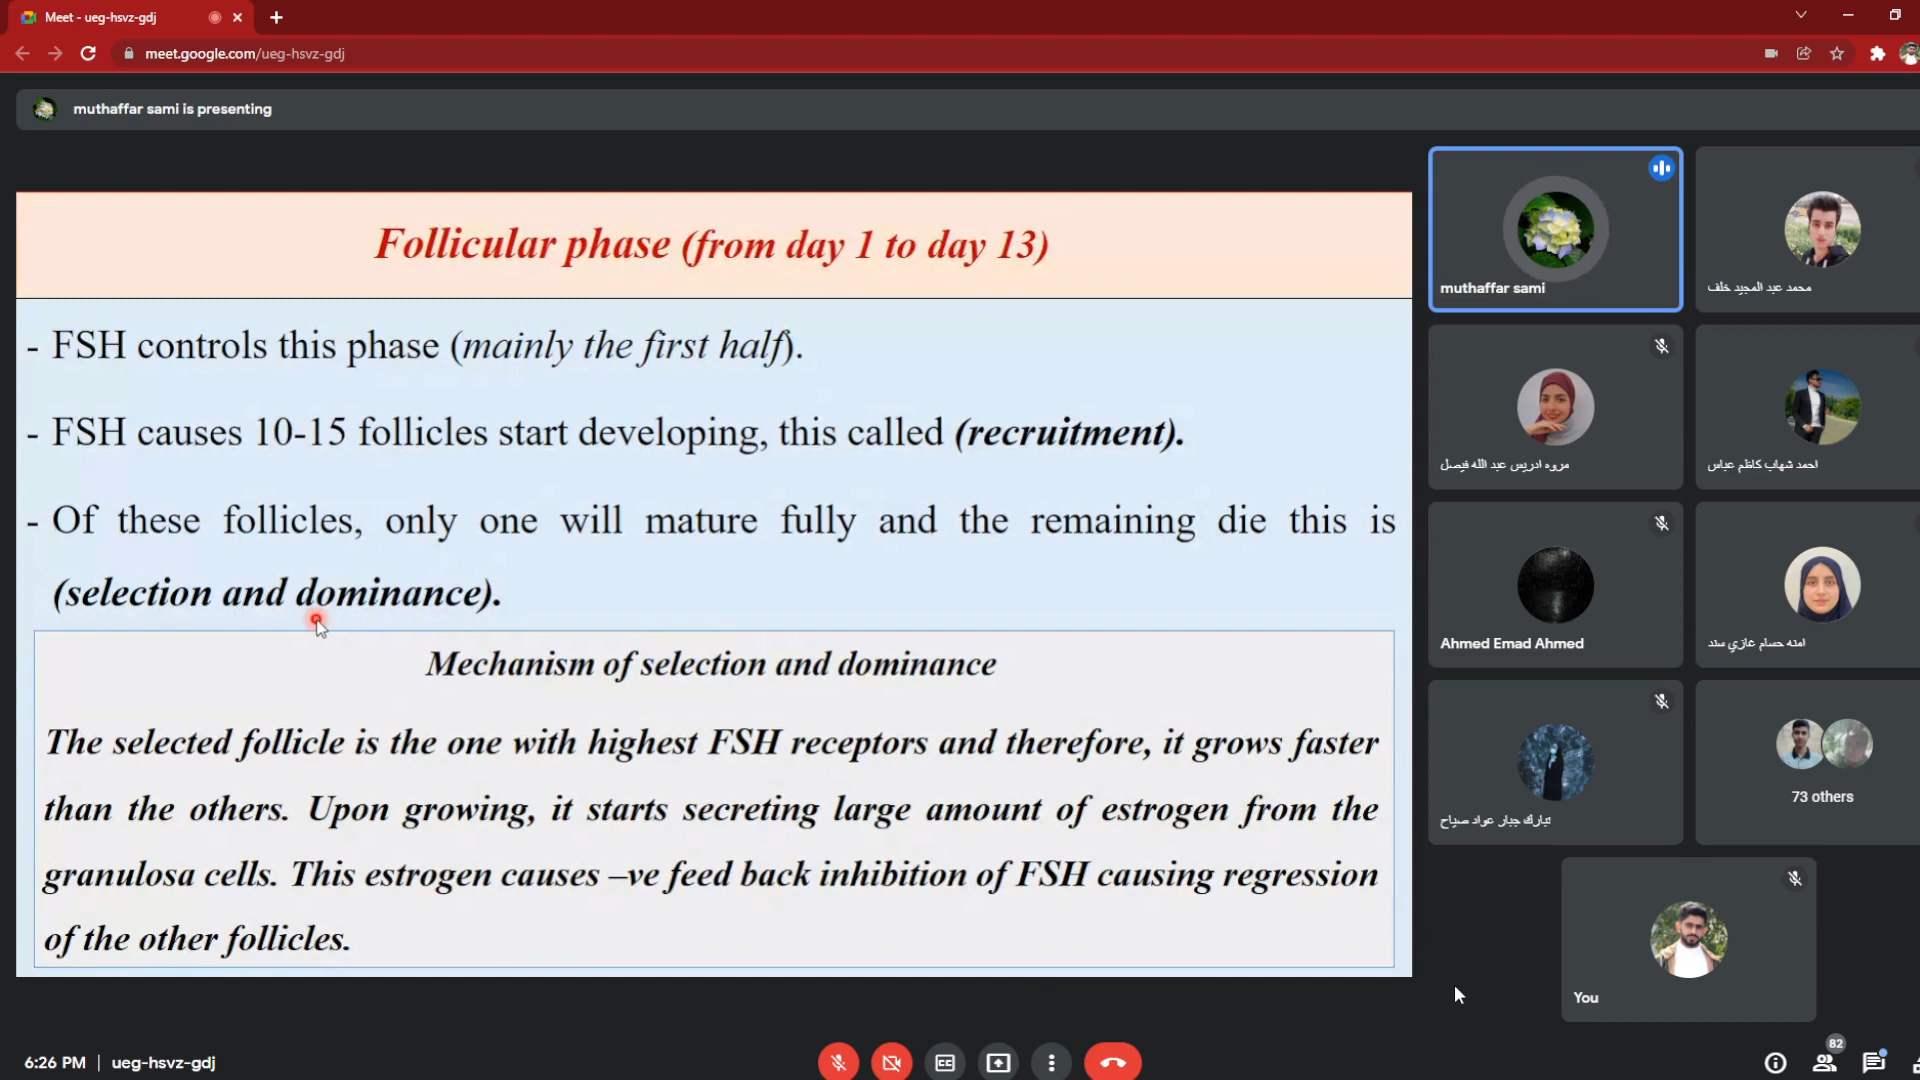 Meet - ueg-hsvz-gdj
meet.google.com/ueg-hsvz-gdj
muthaffar sami is presenting
Follicular phase (from day 1 to day 13)
- FSH controls this phase (mainly the first half).
- FSH causes 10-15 follicles start developing, this called (recruitment).
- Of these follicles, only one will mature fully and the remaining die this is
(selection and dominance).
Mechanism of selection and dominance
The selected follicle is the one with highest FSH receptors and therefore, it grows faster
than the others. Upon growing, it starts secreting large amount of estrogen from the
granulosa cells. This estrogen causes –ve feed back inhibition of FSH causing regression
of the other follicles.
muthaffar sami
محمد عبد المجيد خلف
مروه ادريس عبد الله فيصل
احمد شهاب كاظم عباس
Ahmed Emad Ahmed
امنه حسام غازي سند
تبارك جبار عواد صياح
73 others
You
6:26 PM | ueg-hsvz-gdj
CC
82